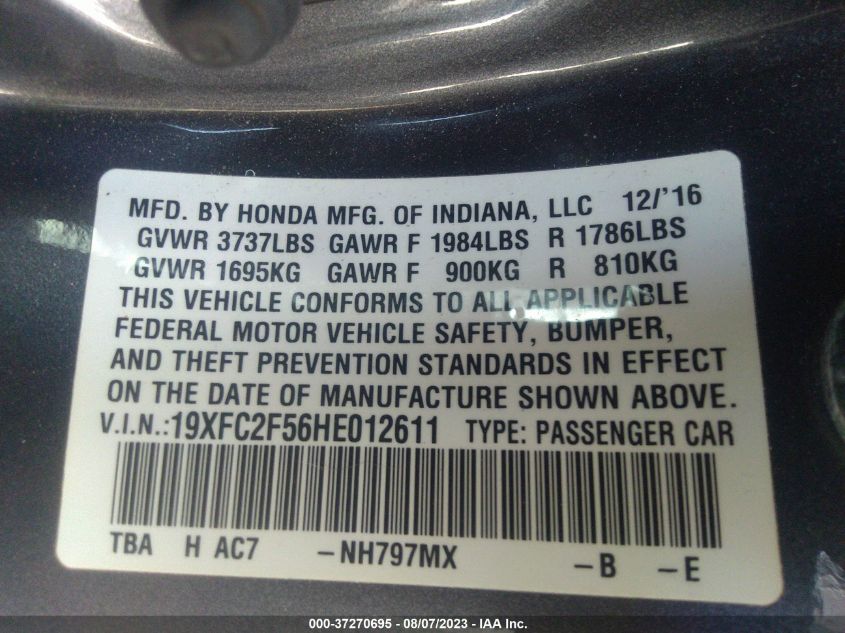 MFD. BY HONDA MFG. OF INDIANA, LLC 12/'16
GVWR 3737LBS GAWR F 1984LBS R 1786LBS
GVWR 1695KG GAWR F 900KG R 810KG
THIS VEHICLE CONFORMS TO ALL APPLICABLE
FEDERAL MOTOR VEHICLE SAFETY, BUMPER,
AND THEFT PREVENTION STANDARDS IN EFFECT
ON THE DATE OF MANUFACTURE SHOWN ABOVE.
V.I.N.:19XFC2F56HE012611 TYPE: PASSENGER CAR
TBA H AC7 -NH797MX -B -E
000-37270695 - 08/07/2023 - IAA Inc.